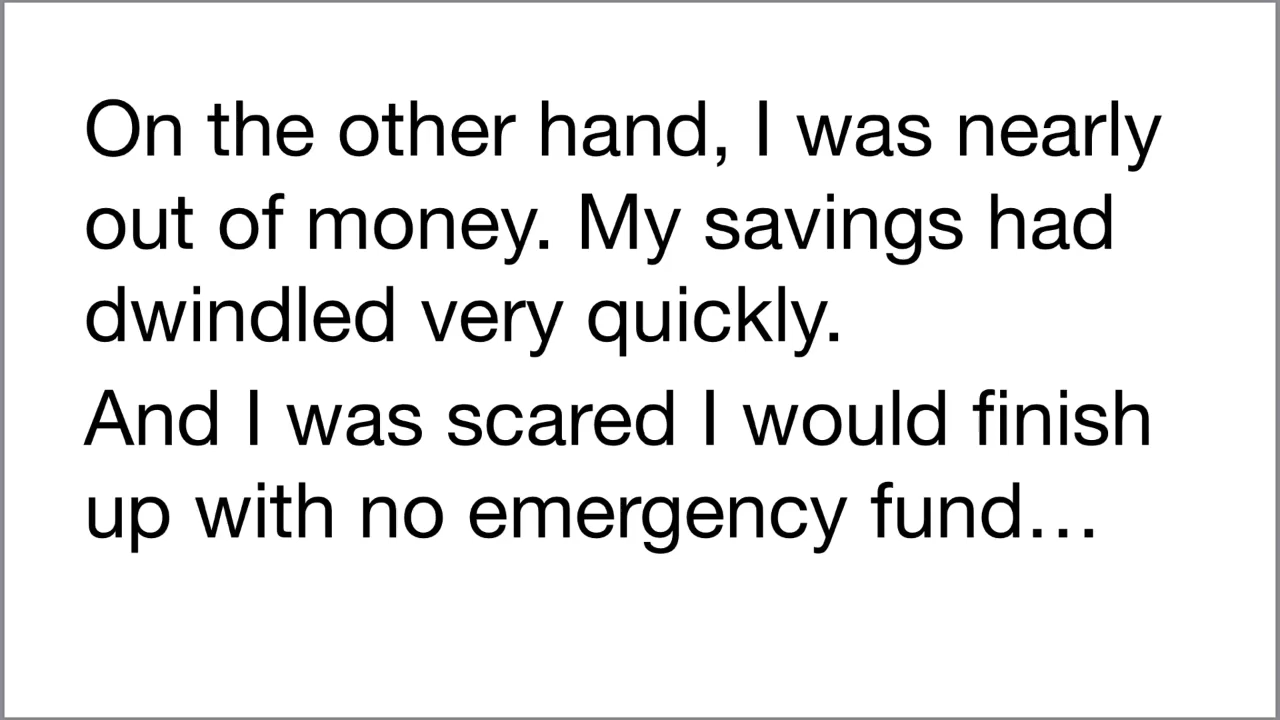 On the other hand, I was nearly
out of money. My savings had
dwindled very quickly.
And I was scared I would finish
up with no emergency fund…